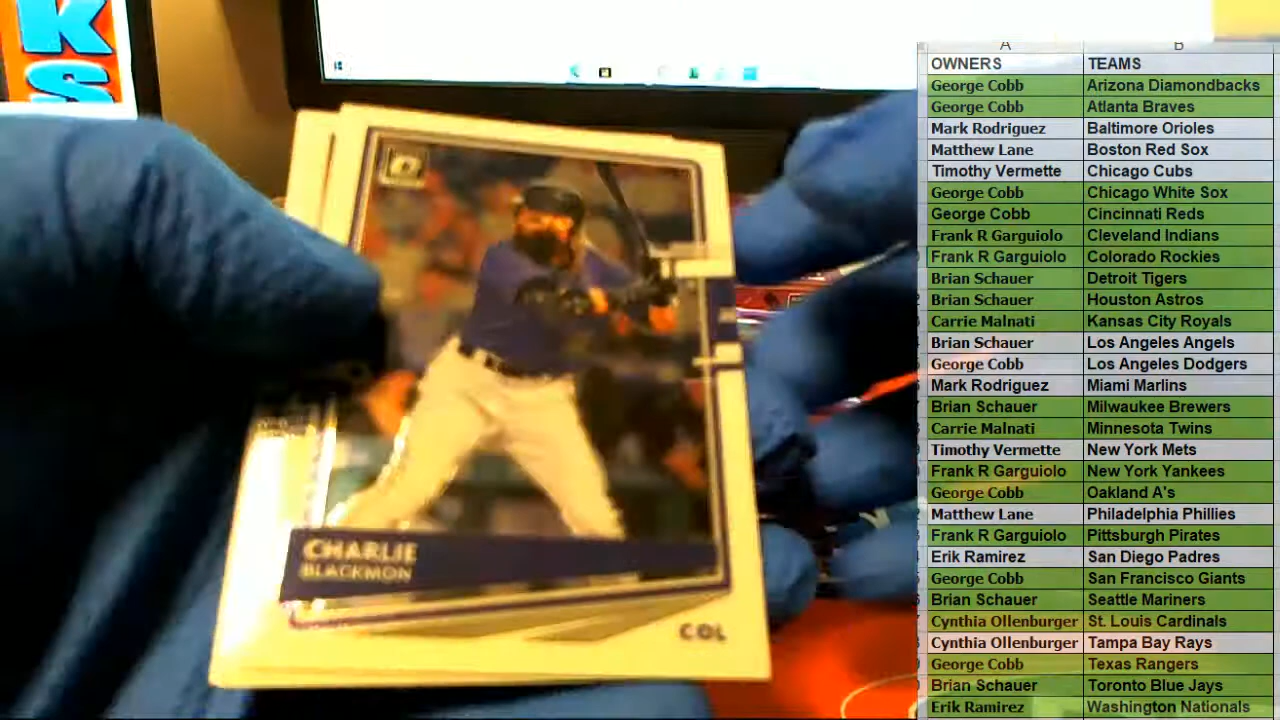 K
S
CHARLIE
BLACKMON
COL
A B
OWNERS TEAMS
George Cobb Arizona Diamondbacks
George Cobb Atlanta Braves
Mark Rodriguez Baltimore Orioles
Matthew Lane Boston Red Sox
Timothy Vermette Chicago Cubs
George Cobb Chicago White Sox
George Cobb Cincinnati Reds
Frank R Garguiolo Cleveland Indians
Frank R Garguiolo Colorado Rockies
Brian Schauer Detroit Tigers
Brian Schauer Houston Astros
Carrie Malnati Kansas City Royals
Brian Schauer Los Angeles Angels
George Cobb Los Angeles Dodgers
Mark Rodriguez Miami Marlins
Brian Schauer Milwaukee Brewers
Carrie Malnati Minnesota Twins
Timothy Vermette New York Mets
Frank R Garguiolo New York Yankees
George Cobb Oakland A's
Matthew Lane Philadelphia Phillies
Frank R Garguiolo Pittsburgh Pirates
Erik Ramirez San Diego Padres
George Cobb San Francisco Giants
Brian Schauer Seattle Mariners
Cynthia Ollenburger St. Louis Cardinals
Cynthia Ollenburger Tampa Bay Rays
George Cobb Texas Rangers
Brian Schauer Toronto Blue Jays
Erik Ramirez Washington Nationals